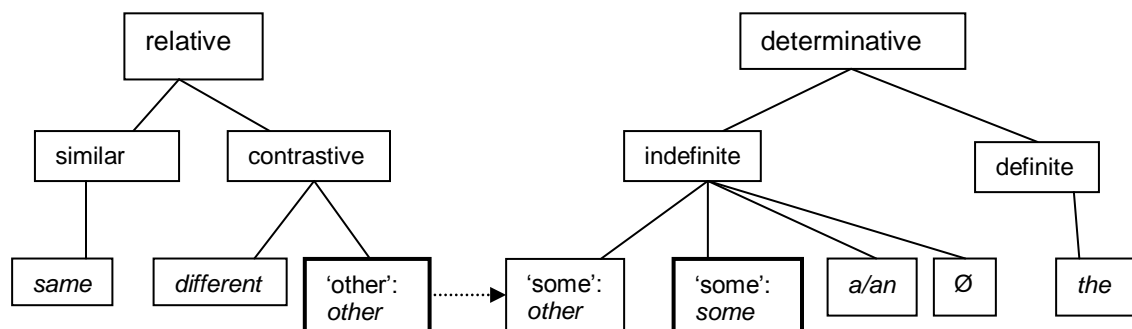 relative
determinative
similar
contrastive
indefinite
definite
same
different
‘other’:
other
‘some’:
other
‘some’:
some
a/an
Ø
the